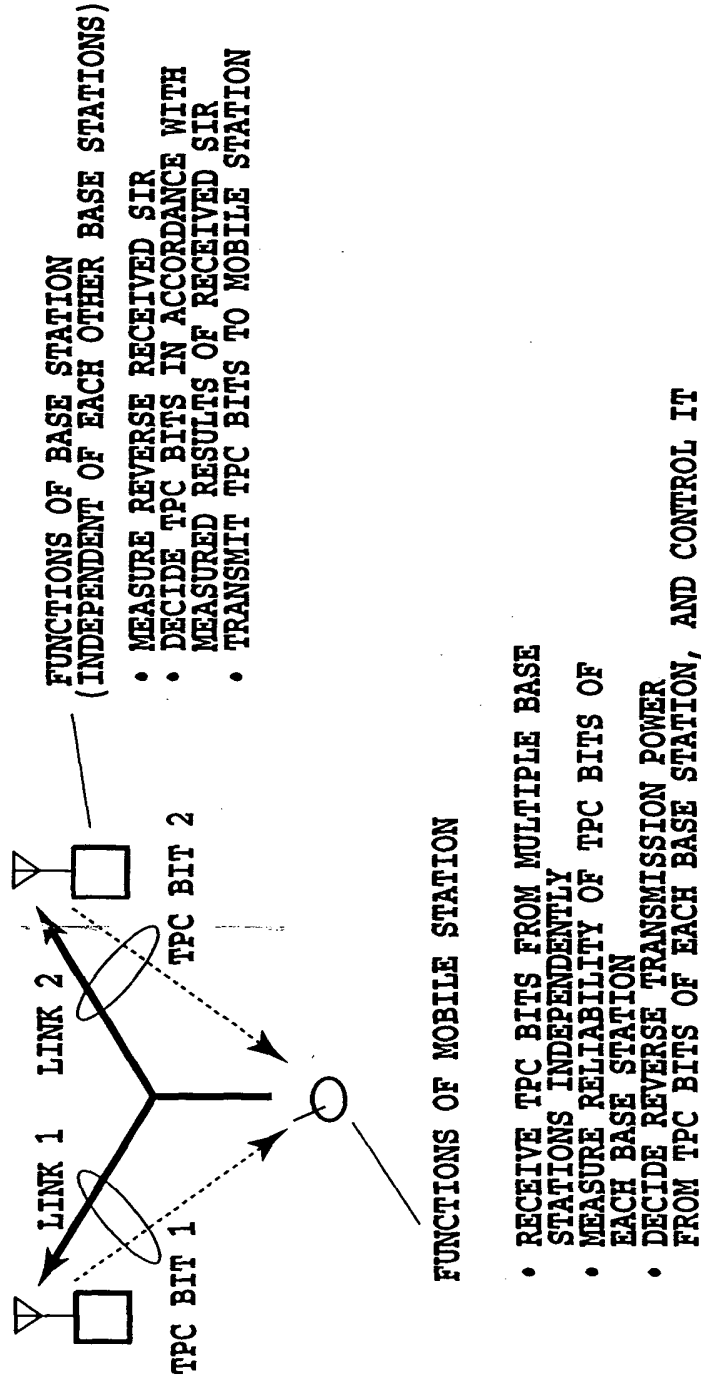 LINK 1
LINK 2
TPC BIT 1
TPC BIT 2
FUNCTIONS OF BASE STATION
(INDEPENDENT OF EACH OTHER BASE STATIONS)
• MEASURE REVERSE RECEIVED SIR
• DECIDE TPC BITS IN ACCORDANCE WITH
MEASURED RESULTS OF RECEIVED SIR
• TRANSMIT TPC BITS TO MOBILE STATION
FUNCTIONS OF MOBILE STATION
• RECEIVE TPC BITS FROM MULTIPLE BASE
STATIONS INDEPENDENTLY
• MEASURE RELIABILITY OF TPC BITS OF
EACH BASE STATION
• DECIDE REVERSE TRANSMISSION POWER
FROM TPC BITS OF EACH BASE STATION, AND CONTROL IT